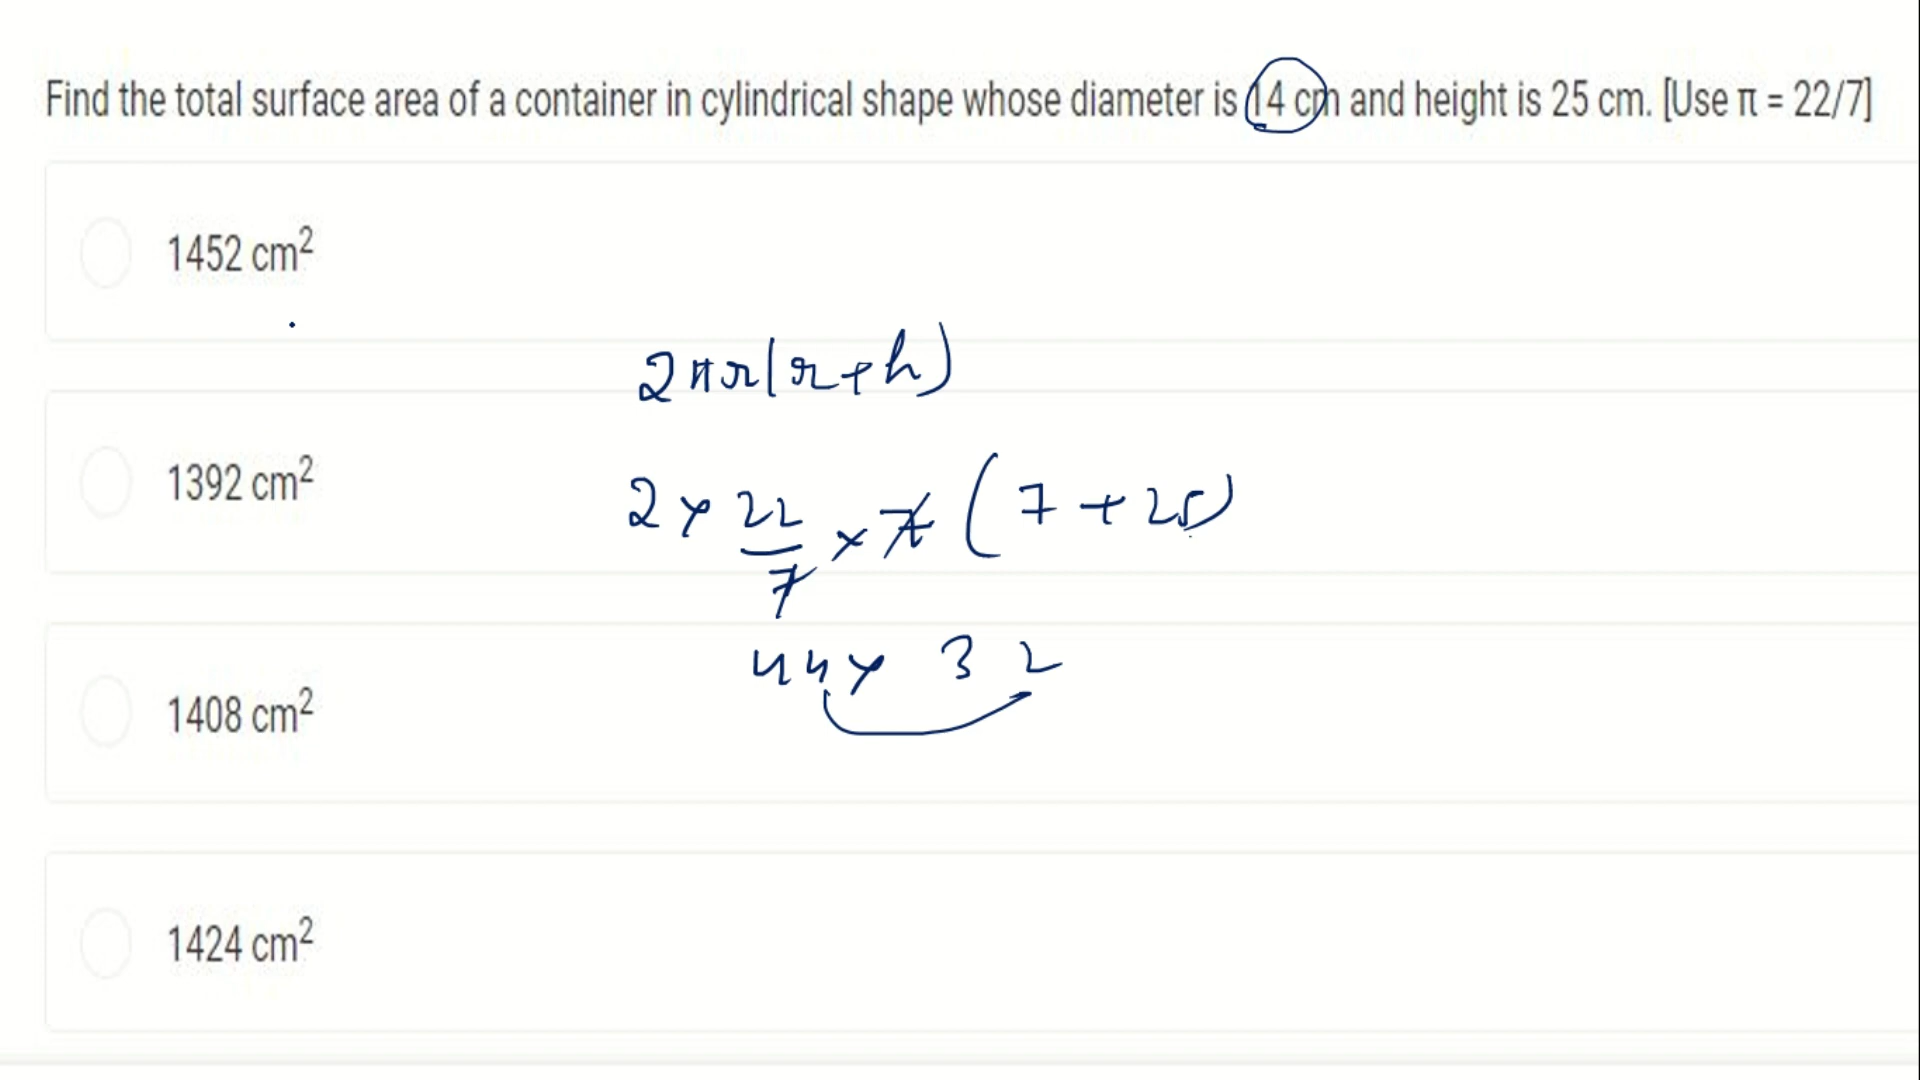 Find the total surface area of a container in cylindrical shape whose diameter is 14 cm and height is 25 cm. [Use π = 22/7]
1452 cm²
2πr(r+h)
1392 cm²
2 × 22/7 × 7 (7 + 25)
44 × 32
1408 cm²
1424 cm²